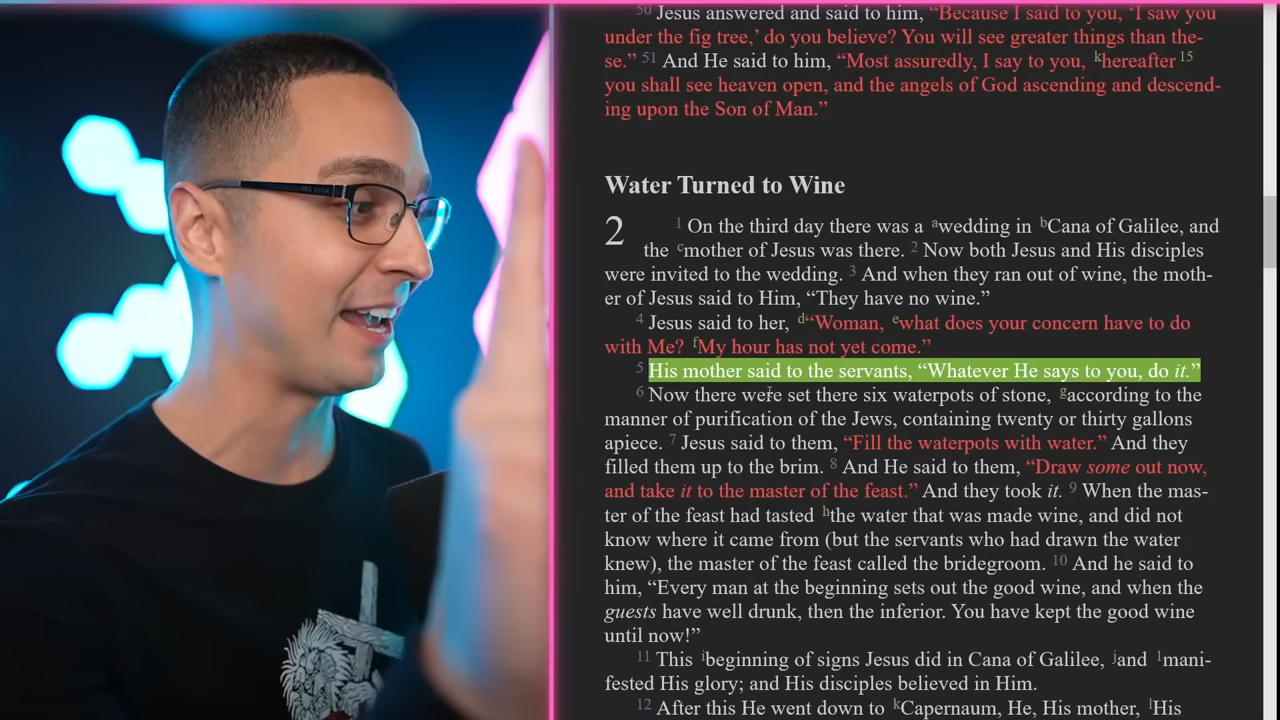 50 Jesus answered and said to him, “Because I said to you, ‘I saw you
under the fig tree,’ do you believe? You will see greater things than the-
se.” 51 And He said to him, “Most assuredly, I say to you, khereafter 15
you shall see heaven open, and the angels of God ascending and descend-
ing upon the Son of Man.”
Water Turned to Wine
2 1 On the third day there was a awedding in bCana of Galilee, and
the cmother of Jesus was there. 2 Now both Jesus and His disciples
were invited to the wedding. 3 And when they ran out of wine, the moth-
er of Jesus said to Him, “They have no wine.”
4 Jesus said to her, d“Woman, ewhat does your concern have to do
with Me? fMy hour has not yet come.”
5 His mother said to the servants, “Whatever He says to you, do it.”
6 Now there were set there six waterpots of stone, gaccording to the
manner of purification of the Jews, containing twenty or thirty gallons
apiece. 7 Jesus said to them, “Fill the waterpots with water.” And they
filled them up to the brim. 8 And He said to them, “Draw some out now,
and take it to the master of the feast.” And they took it. 9 When the mas-
ter of the feast had tasted hthe water that was made wine, and did not
know where it came from (but the servants who had drawn the water
knew), the master of the feast called the bridegroom. 10 And he said to
him, “Every man at the beginning sets out the good wine, and when the
guests have well drunk, then the inferior. You have kept the good wine
until now!”
11 This ibeginning of signs Jesus did in Cana of Galilee, jand lmani-
fested His glory; and His disciples believed in Him.
12 After this He went down to kCapernaum, He, His mother, lHis